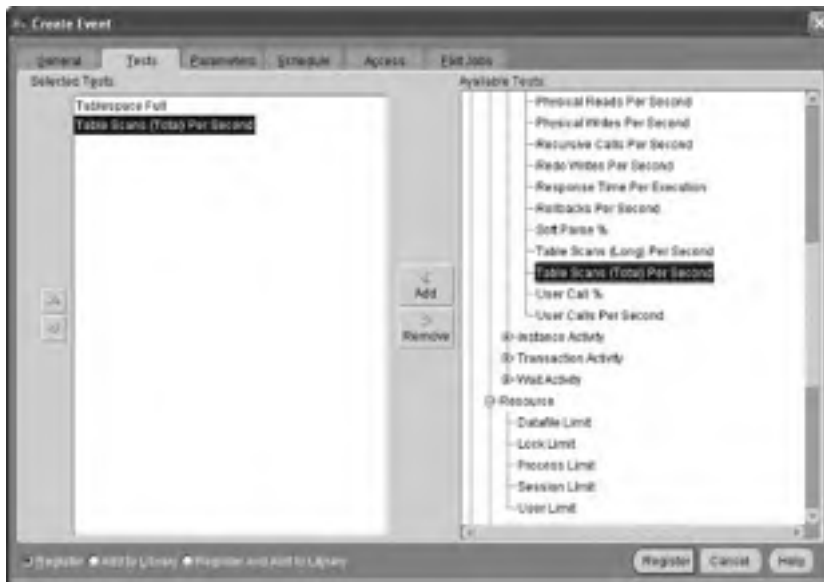 Create Event
General Tests Parameters Schedule Access Fixit Jobs
Selected Tests:
Tablespace Full
Table Scans (Total) Per Second
Add
Remove
Available Tests:
Physical Reads Per Second
Physical Writes Per Second
Recursive Calls Per Second
Redo Writes Per Second
Response Time Per Execution
Rollbacks Per Second
Soft Parse %
Table Scans (Long) Per Second
Table Scans (Total) Per Second
User Call %
User Calls Per Second
Instance Activity
Transaction Activity
Wait Activity
Resource
Datafile Limit
Lock Limit
Process Limit
Session Limit
User Limit
Register Add to Library Register And Add to Library
Register Cancel Help